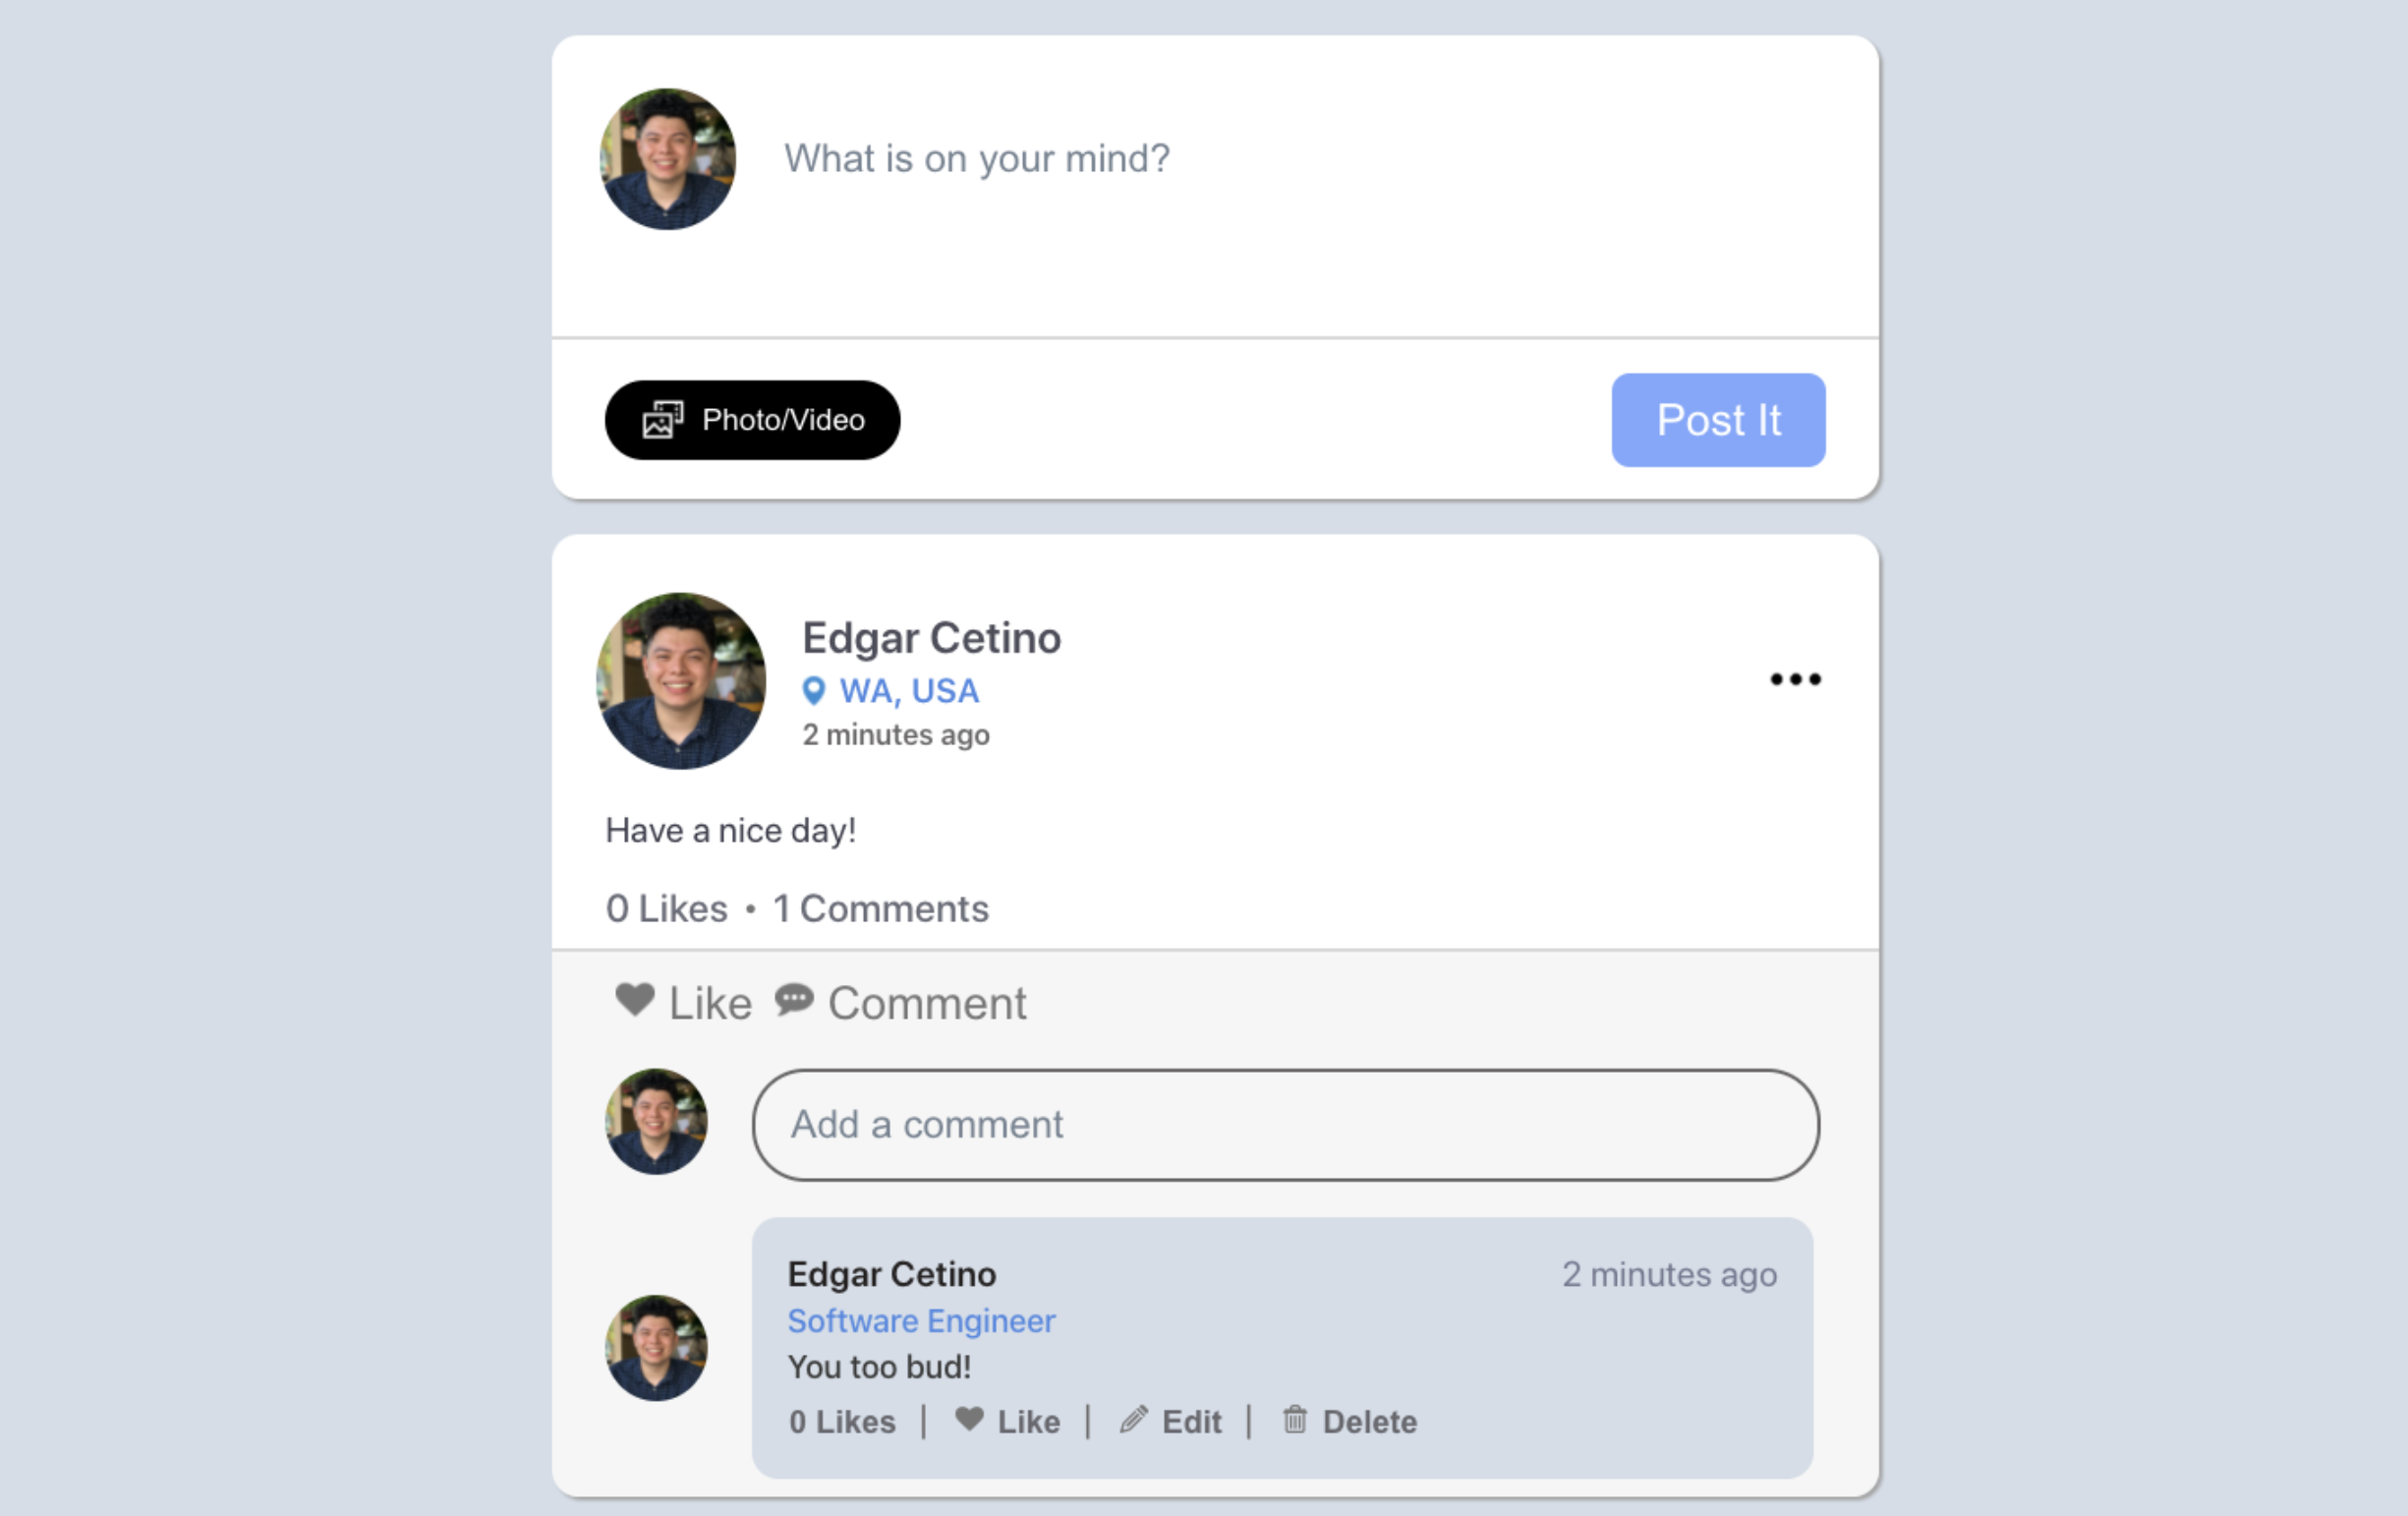 What is on your mind?
Photo/Video
Post It
Edgar Cetino
WA, USA
2 minutes ago
Have a nice day!
0 Likes • 1 Comments
Like Comment
Add a comment
Edgar Cetino 2 minutes ago
Software Engineer
You too bud!
0 Likes | Like | Edit | Delete